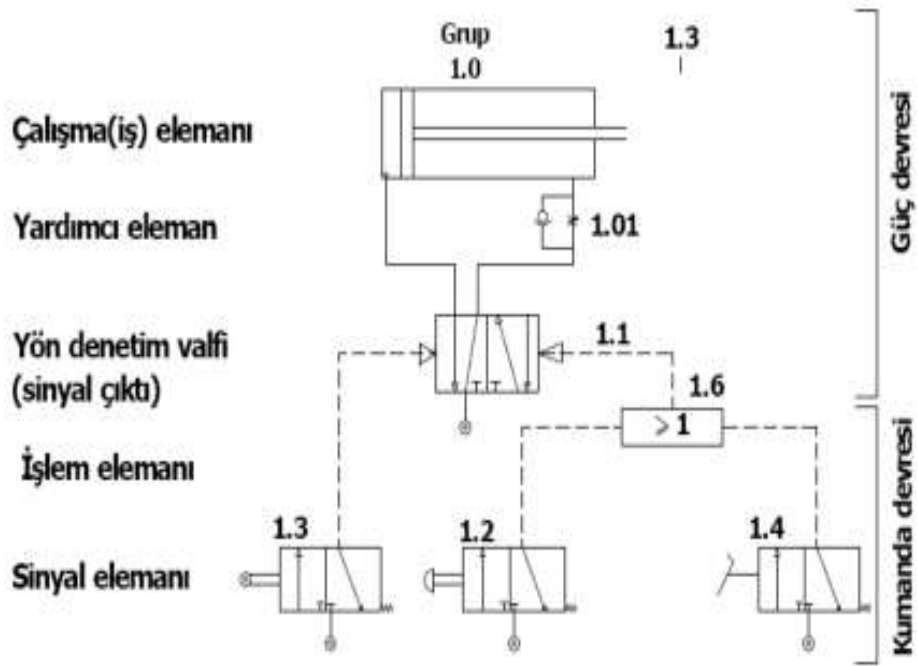 Grup
1.0
1.3
Çalışma(iş) elemanı
Yardımcı eleman
1.01
Yön denetim valfi
(sinyal çıktı)
1.1
1.6
> 1
İşlem elemanı
1.3
1.2
1.4
Sinyal elemanı
Güç devresi
Kumanda devresi